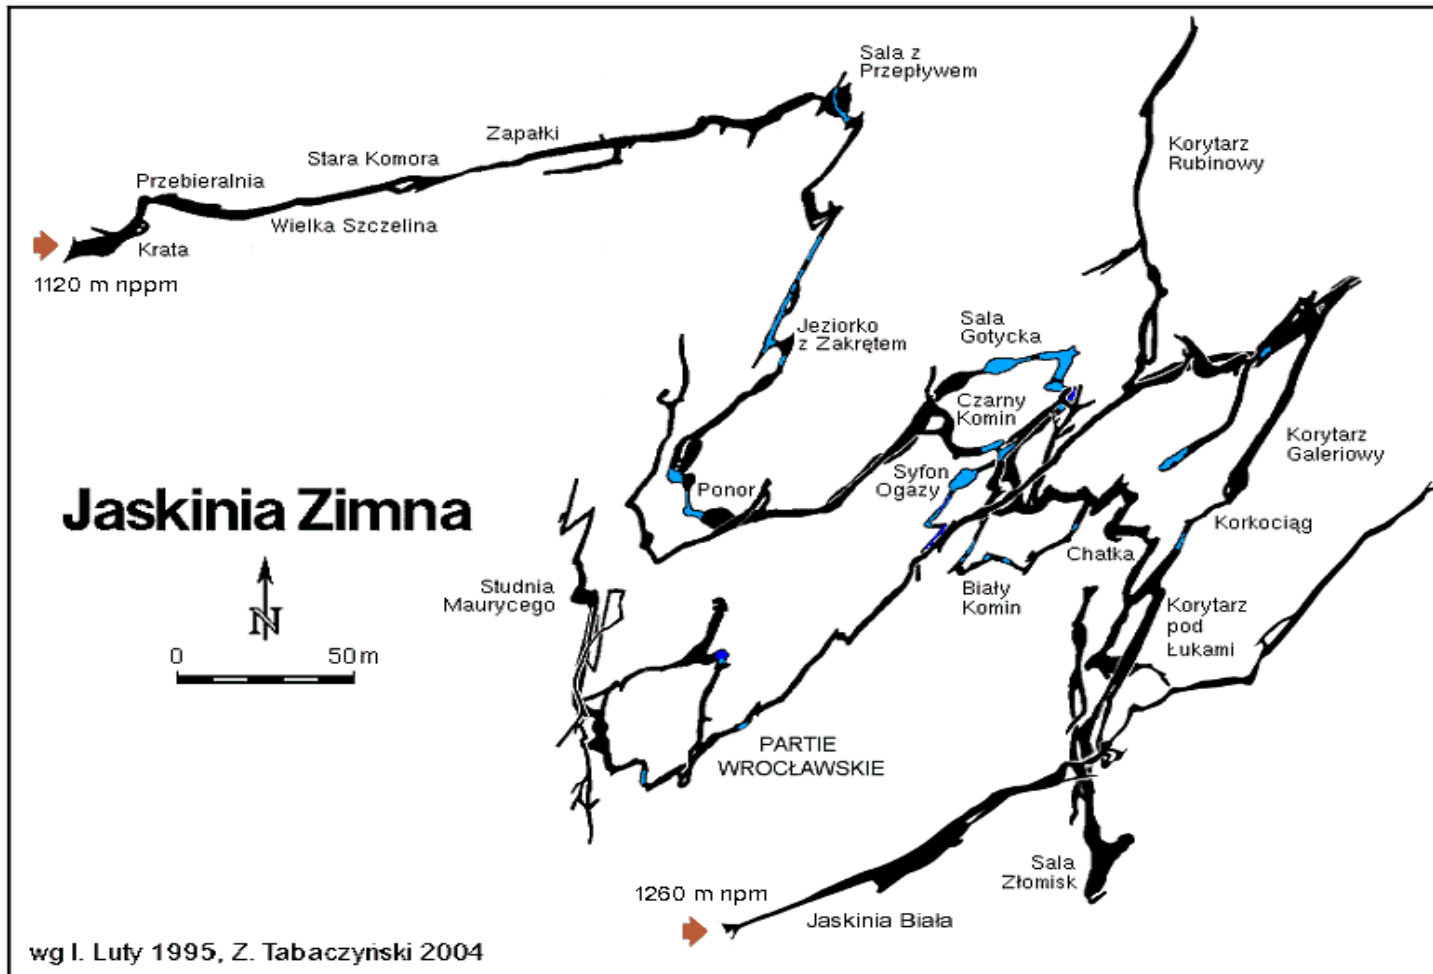 Sala z
Przepływem
Zapałki
Stara Komora
Korytarz
Rubinowy
Przebieralnia
Wielka Szczelina
Krata
1120 m nppm
Jeziorko
z Zakrętem
Sala
Gotycka
Czarny
Komin
Korytarz
Galeriowy
Syfon
Ogazy
Ponor
Jaskinia Zimna
Korkociąg
Chatka
N
Studnia
Maurycego
Biały
Komin
Korytarz
pod
Łukami
0 50 m
PARTIE
WROCŁAWSKIE
Sala
Złomisk
1260 m npm
Jaskinia Biała
wg I. Luty 1995, Z. Tabaczyński 2004